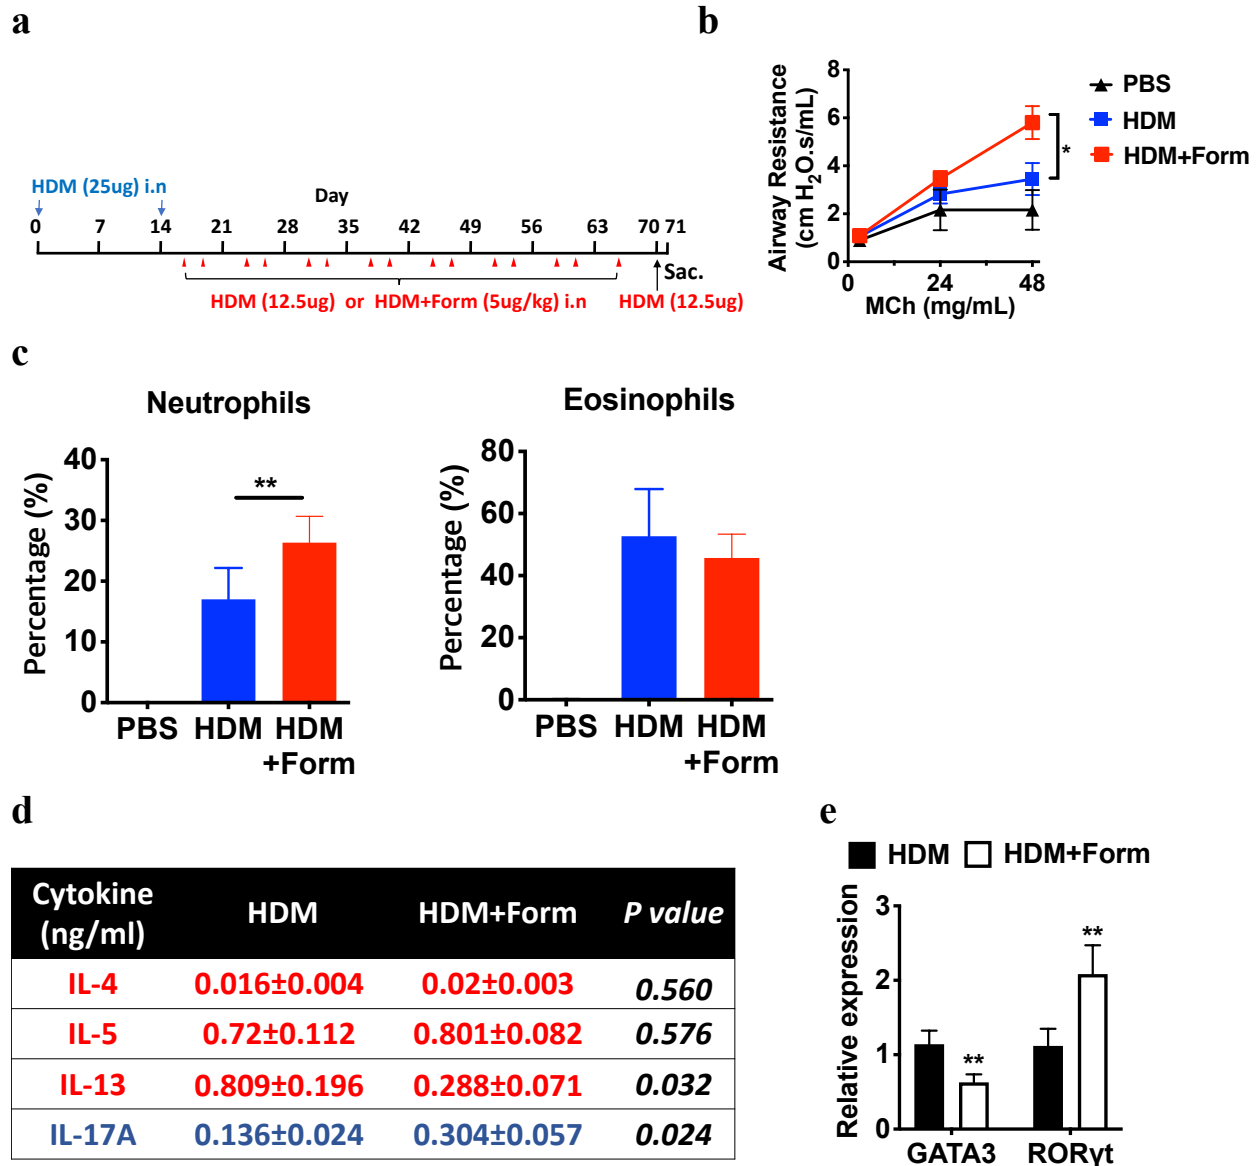 a
HDM (25ug) i.n
Day
0 7 14 21 28 35 42 49 56 63 70 71
Sac.
HDM (12.5ug) or HDM+Form (5ug/kg) i.n
HDM (12.5ug)
b
Airway Resistance
(cm H2O.s/mL)
8
6
4
2
0
0 24 48
MCh (mg/mL)
PBS
HDM
HDM+Form
*
c
Neutrophils
Percentage (%)
40
30
20
10
0
**
PBS HDM HDM
+Form
Eosinophils
Percentage (%)
80
60
40
20
0
PBS HDM HDM
+Form
d
Cytokine
(ng/ml) HDM HDM+Form P value
IL-4 0.016±0.004 0.02±0.003 0.560
IL-5 0.72±0.112 0.801±0.082 0.576
IL-13 0.809±0.196 0.288±0.071 0.032
IL-17A 0.136±0.024 0.304±0.057 0.024
e
HDM HDM+Form
Relative expression
3
2
1
0
**
**
GATA3 RORγt